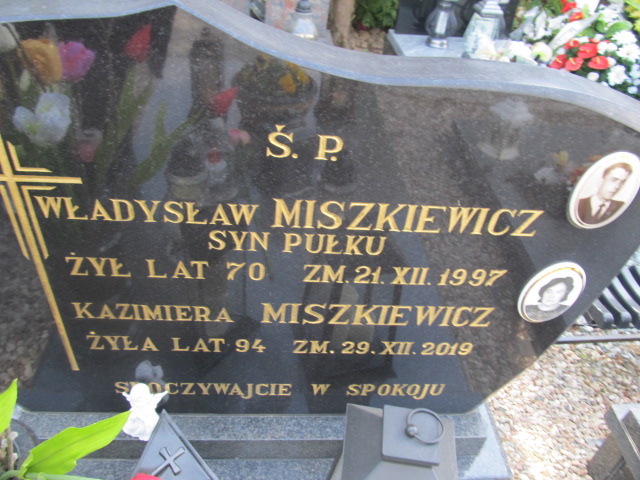 Ś. P.
WŁADYSŁAW MISZKIEWICZ
SYN PUŁKU
ŻYŁ LAT 70 ZM. 21. XII. 1997
KAZIMIERA MISZKIEWICZ
ŻYŁA LAT 94 ZM. 29. XII. 2019
SPOCZYWAJCIE W SPOKOJU